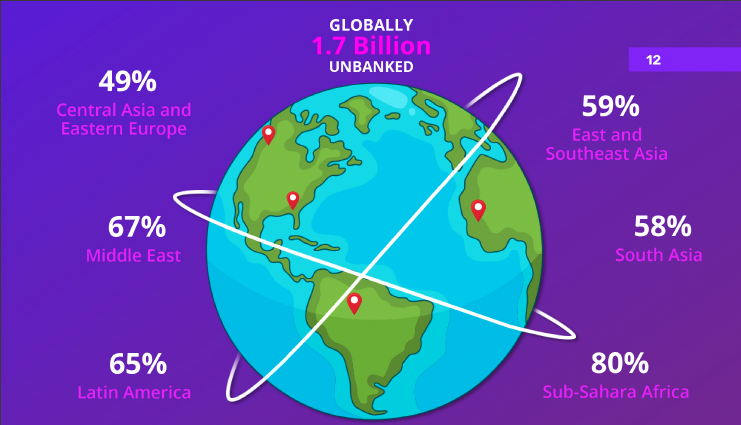 GLOBALLY
1.7 Billion
UNBANKED
12
49%
Central Asia and
Eastern Europe
59%
East and
Southeast Asia
67%
Middle East
58%
South Asia
65%
Latin America
80%
Sub-Sahara Africa